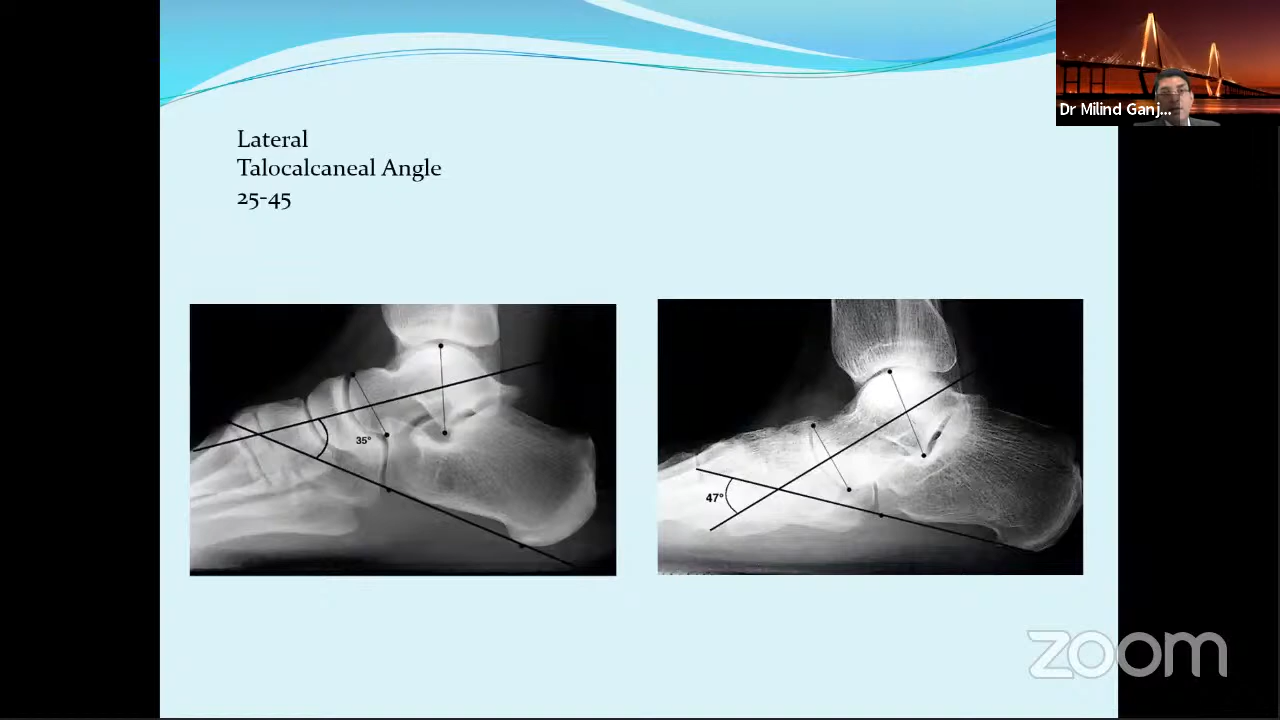 Dr Milind Ganj...
Lateral
Talocalcaneal Angle
25-45
35°
47°
zoom